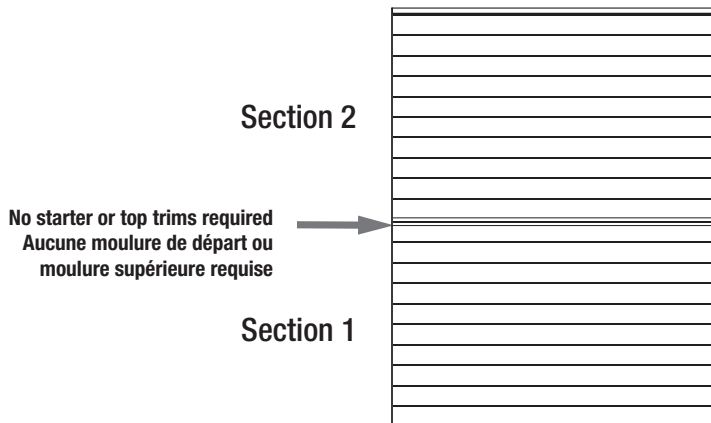 Section 2
No starter or top trims required
Aucune moulure de départ ou
moulure supérieure requise
Section 1